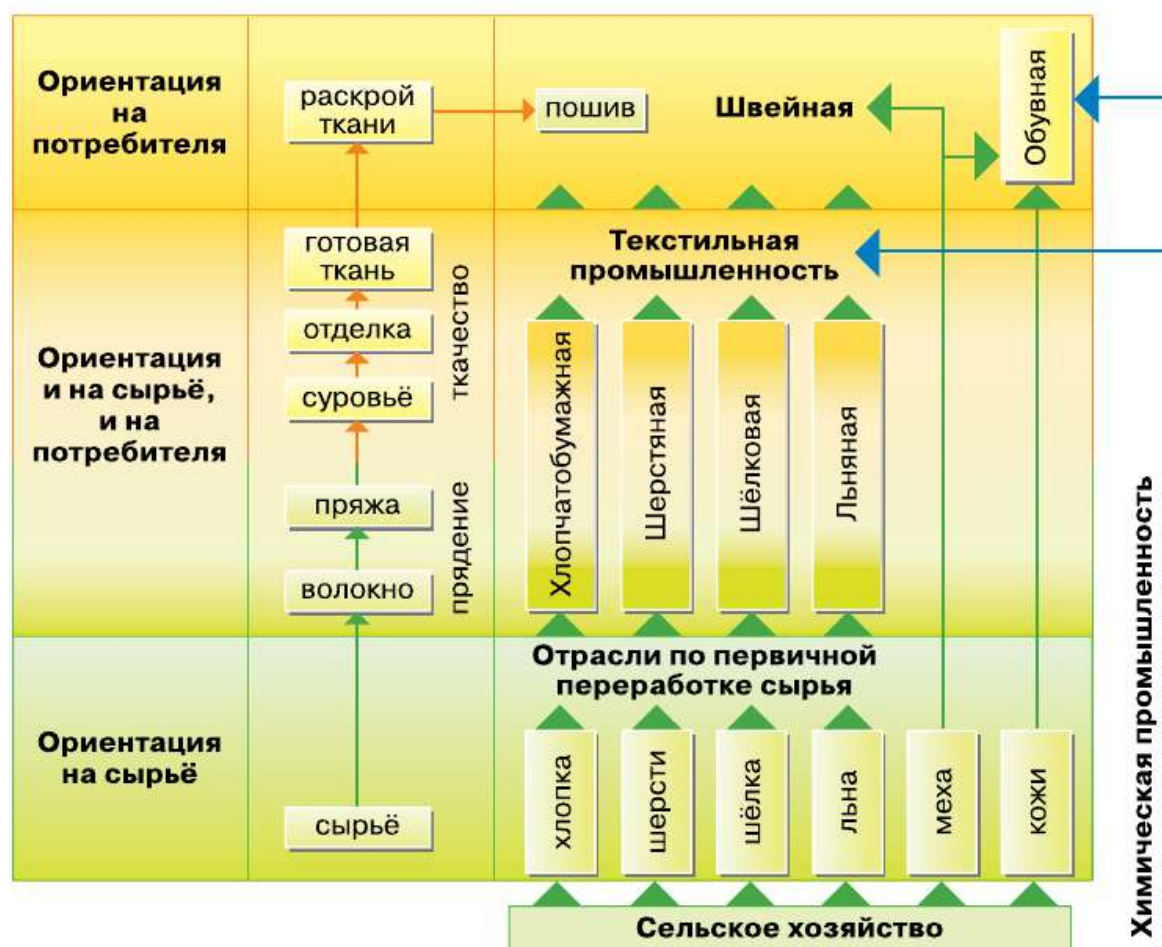 Ориентация
на
потребителя
раскрой
ткани
пошив
Швейная
Обувная
Ориентация
и на сырьё,
и на
потребителя
готовая
ткань
отделка
суровьё
ткачество
пряжа
волокно
прядение
Текстильная
промышленность
Хлопчатобумажная
Шерстяная
Шёлковая
Льняная
Ориентация
на сырьё
сырьё
Отрасли по первичной
переработке сырья
хлопка
шерсти
шёлка
льна
меха
кожи
Сельское хозяйство
Химическая промышленность